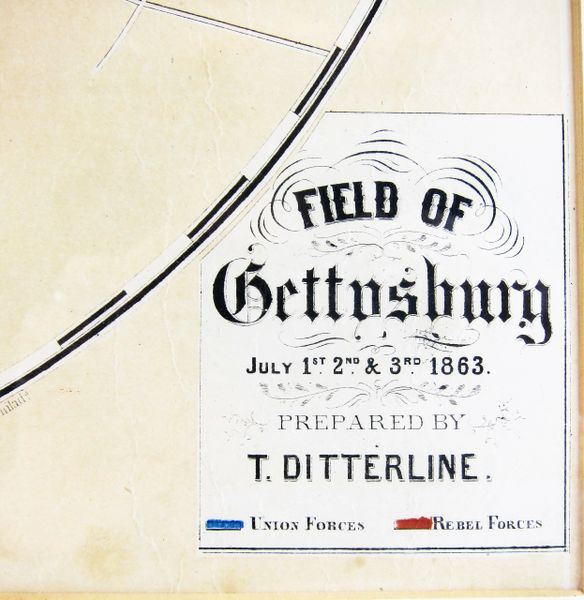 FIELD OF
Gettysburg
JULY 1ST 2ND & 3RD 1863.
PREPARED BY
T. DITTERLINE.
UNION FORCES
REBEL FORCES